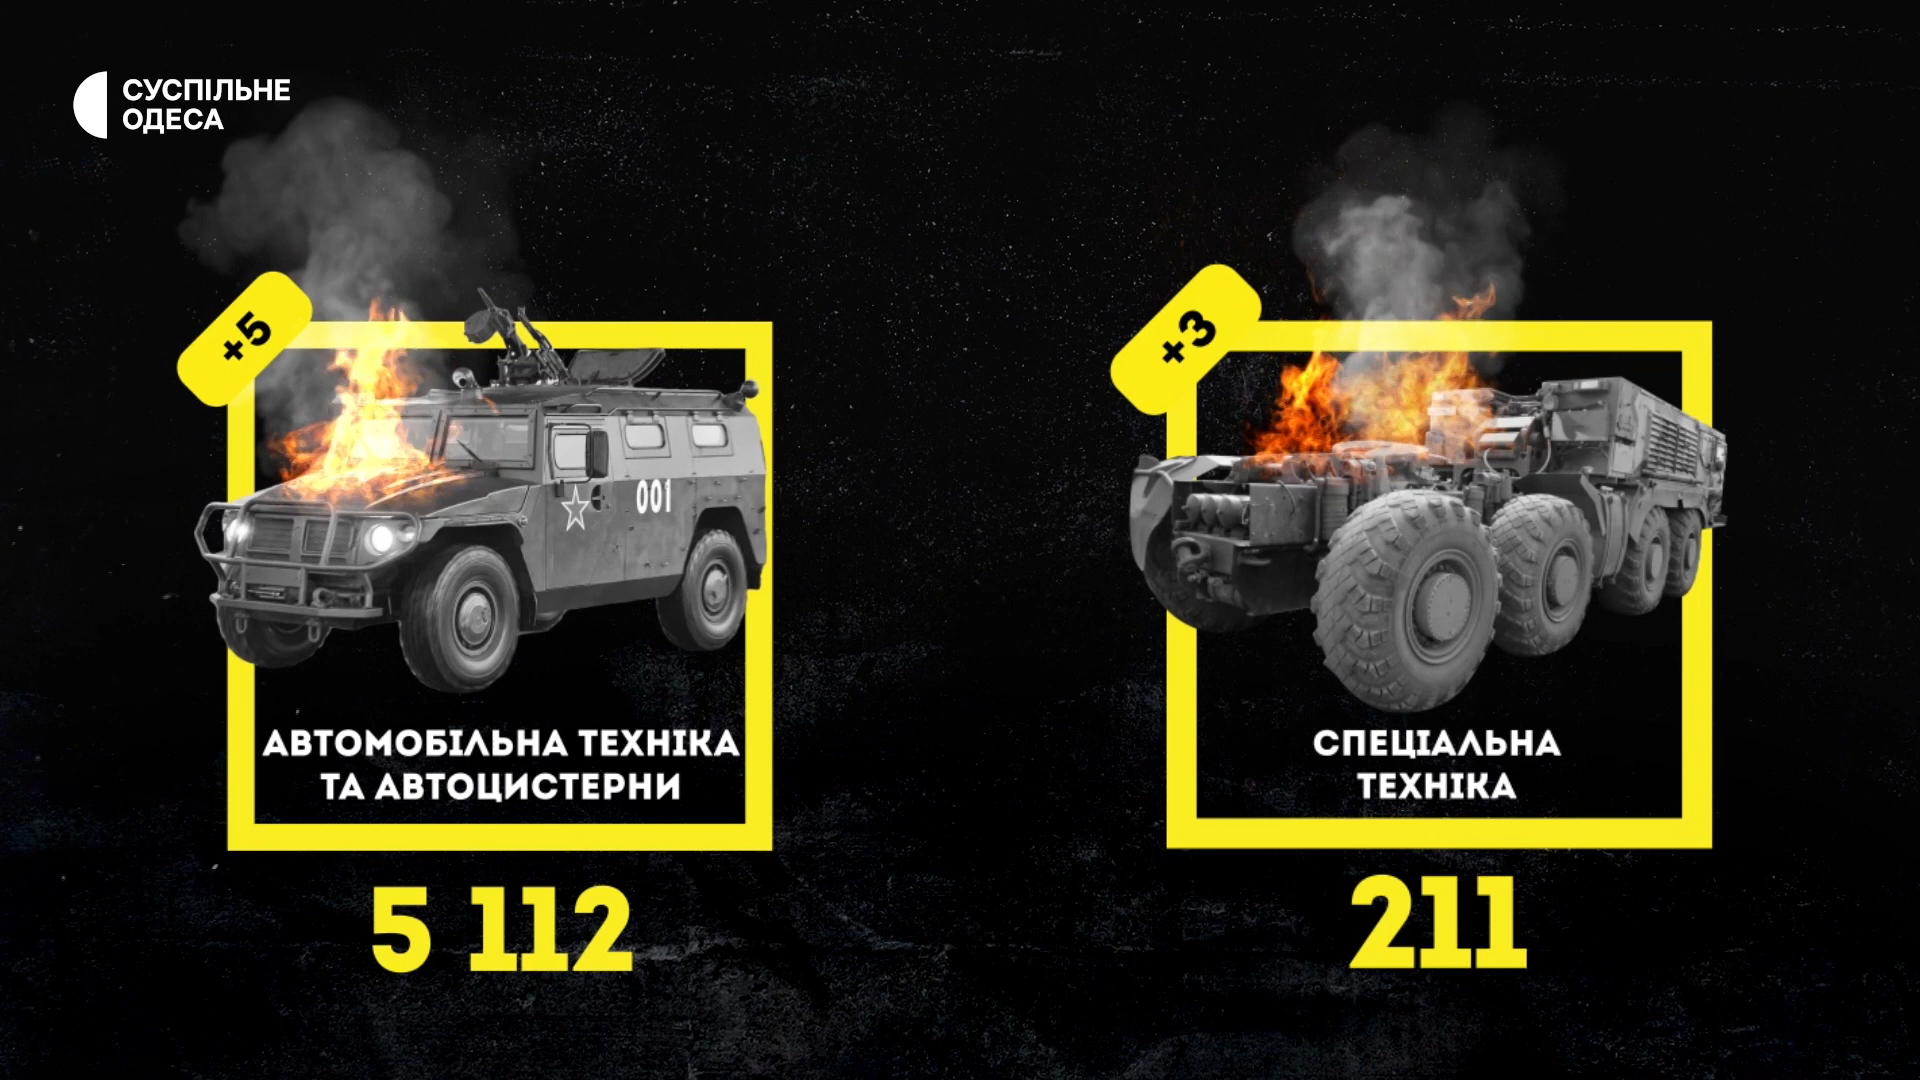 СУСПІЛЬНЕ
ОДЕСА
+5
001
АВТОМОБІЛЬНА ТЕХНІКА
ТА АВТОЦИСТЕРНИ
5 112
+3
СПЕЦІАЛЬНА
ТЕХНІКА
211